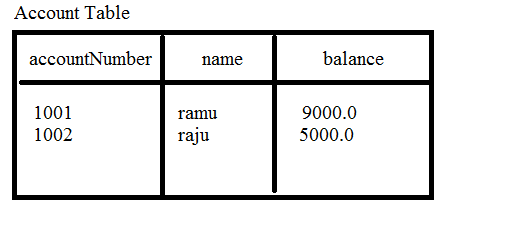 Account Table
accountNumber name balance
1001 ramu 9000.0
1002 raju 5000.0